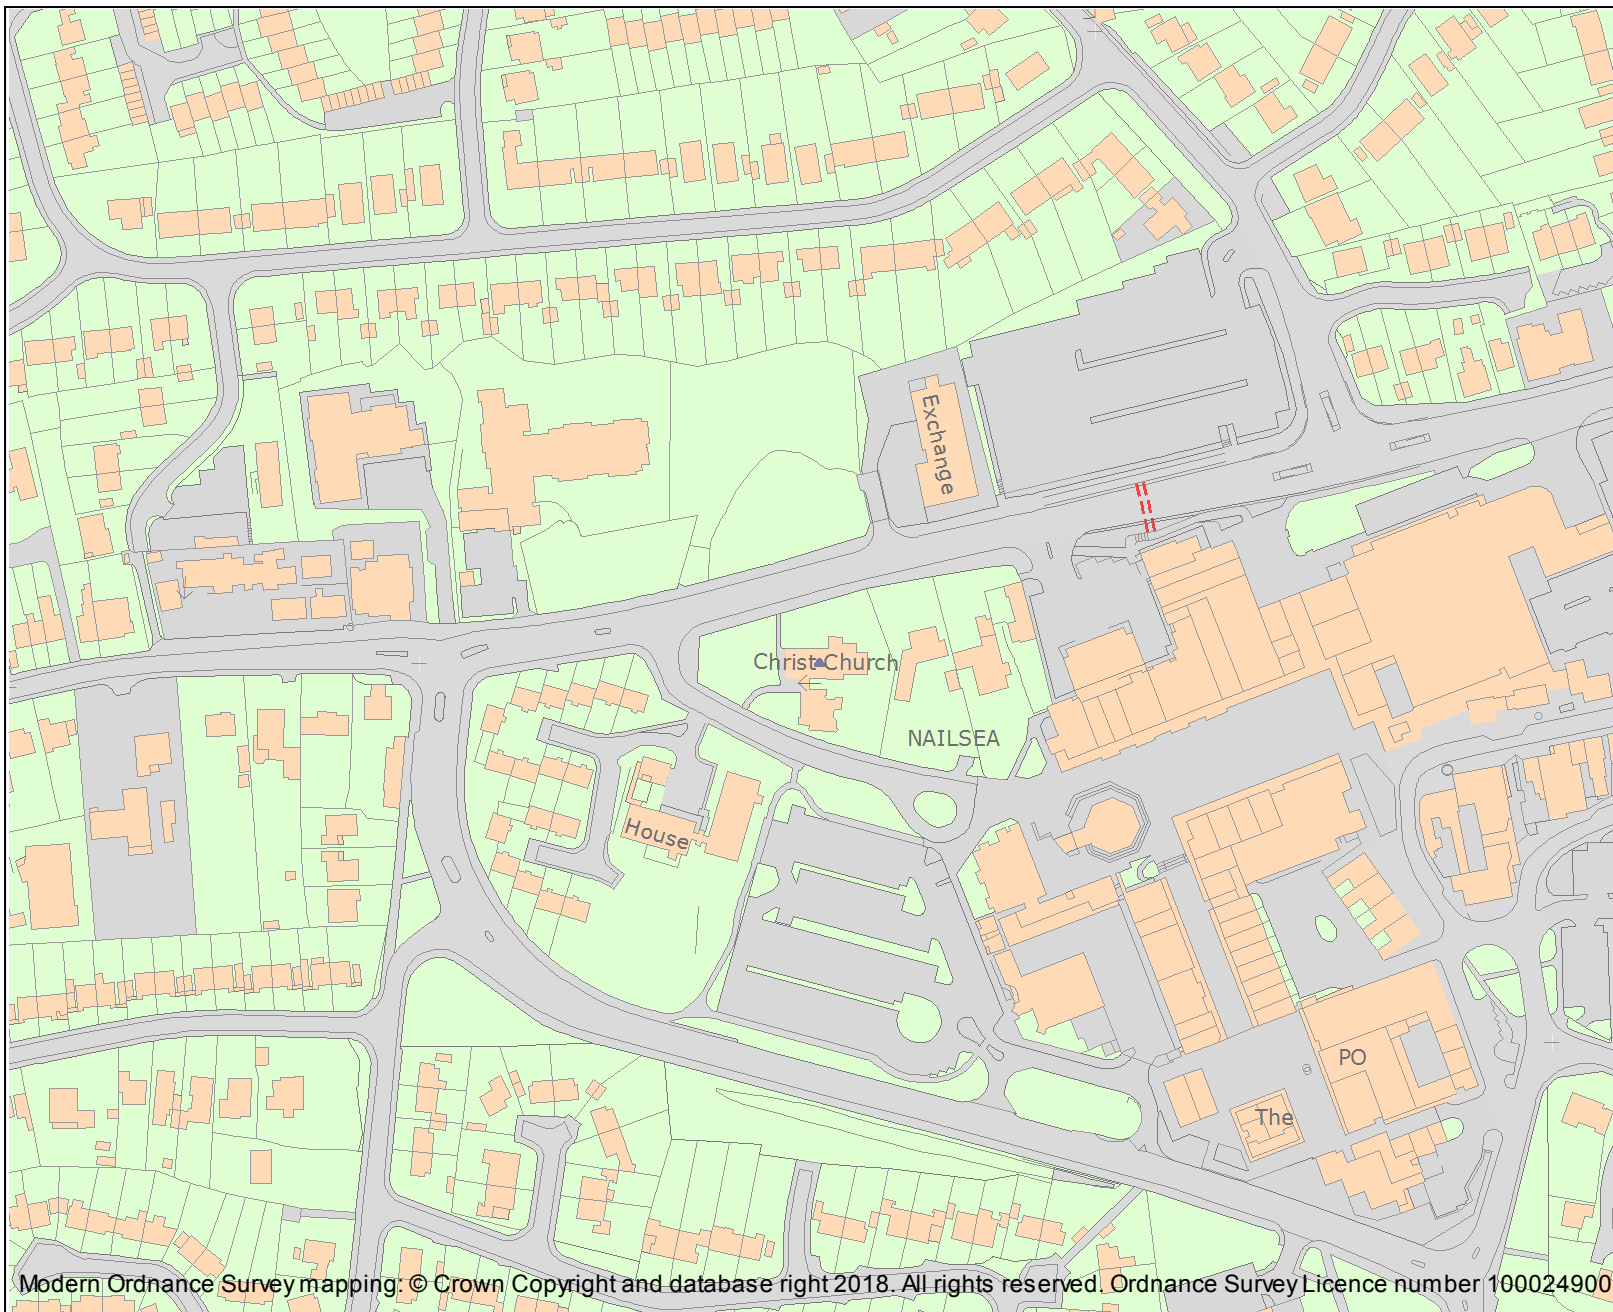 Exchange
Christ Church
NAILSEA
House
PO
The
Modern Ordnance Survey mapping: © Crown Copyright and database right 2018. All rights reserved. Ordnance Survey Licence number 100024900